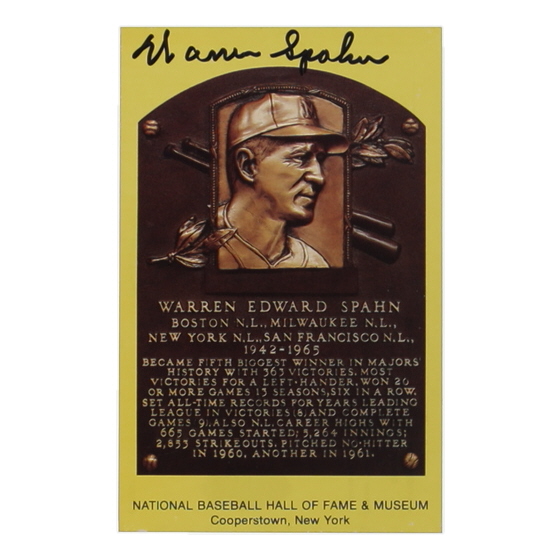 Warren Spahn
WARREN EDWARD SPAHN
BOSTON N.L., MILWAUKEE N.L.,
NEW YORK N.L., SAN FRANCISCO N.L.,
1942-1965
BECAME FIFTH BIGGEST WINNER IN MAJORS'
HISTORY WITH 363 VICTORIES. MOST
VICTORIES FOR A LEFT-HANDER. WON 20
OR MORE GAMES 13 SEASONS, SIX IN A ROW.
SET ALL-TIME RECORDS FOR YEARS LEADING
LEAGUE IN VICTORIES (8, AND COMPLETE
GAMES 9). ALSO N.L. CAREER HIGHS WITH
665 GAMES STARTED; 5,264 INNINGS;
2,853 STRIKEOUTS. PITCHED NO-HITTER
IN 1960, ANOTHER IN 1961.
NATIONAL BASEBALL HALL OF FAME & MUSEUM
Cooperstown, New York